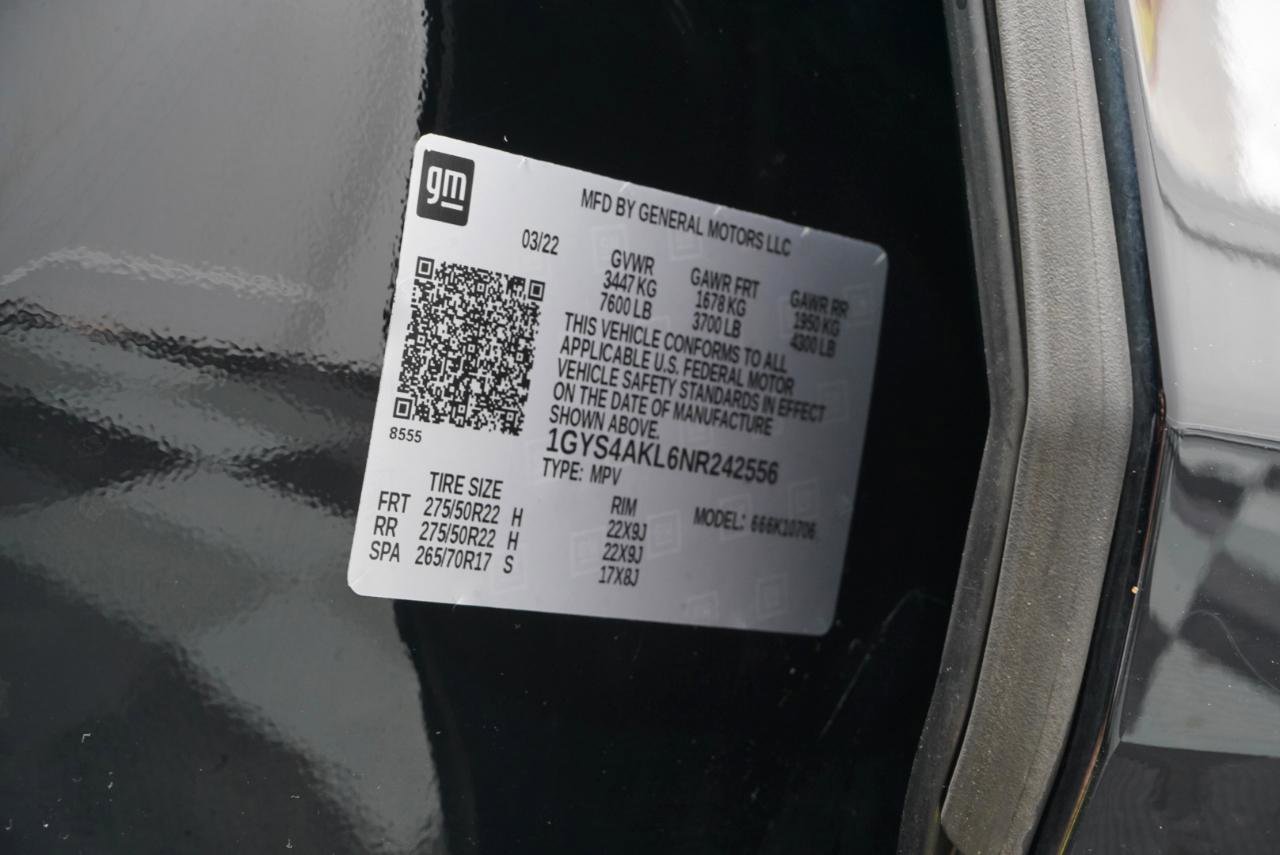 gm
MFD BY GENERAL MOTORS LLC
03/22
GVWR GAWR FRT GAWR RR
3447 KG 1678 KG 1950 KG
7600 LB 3700 LB 4300 LB
THIS VEHICLE CONFORMS TO ALL
APPLICABLE U.S. FEDERAL MOTOR
VEHICLE SAFETY STANDARDS IN EFFECT
ON THE DATE OF MANUFACTURE
SHOWN ABOVE.
8555
1GYS4AKL6NR242556
TYPE: MPV
TIRE SIZE RIM MODEL: 666K10706
FRT 275/50R22 H 22X9J
RR 275/50R22 H 22X9J
SPA 265/70R17 S 17X8J